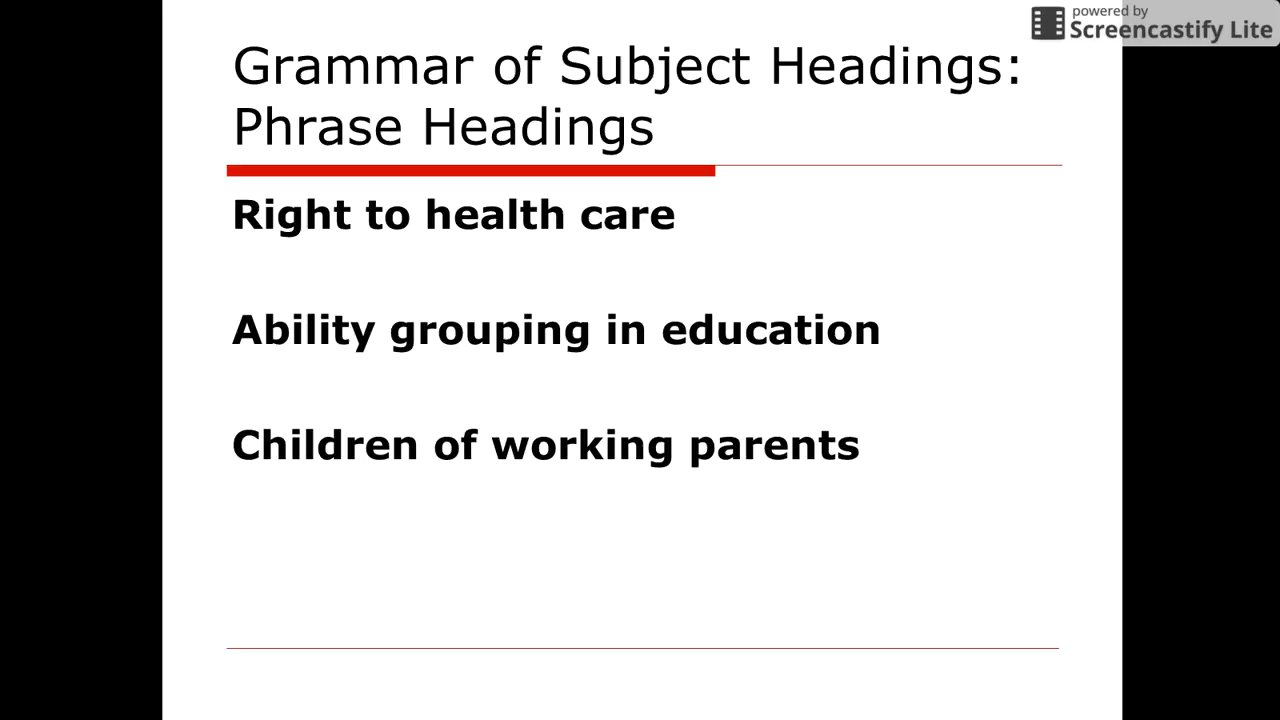 powered by
Screencastify Lite
Grammar of Subject Headings:
Phrase Headings
Right to health care
Ability grouping in education
Children of working parents